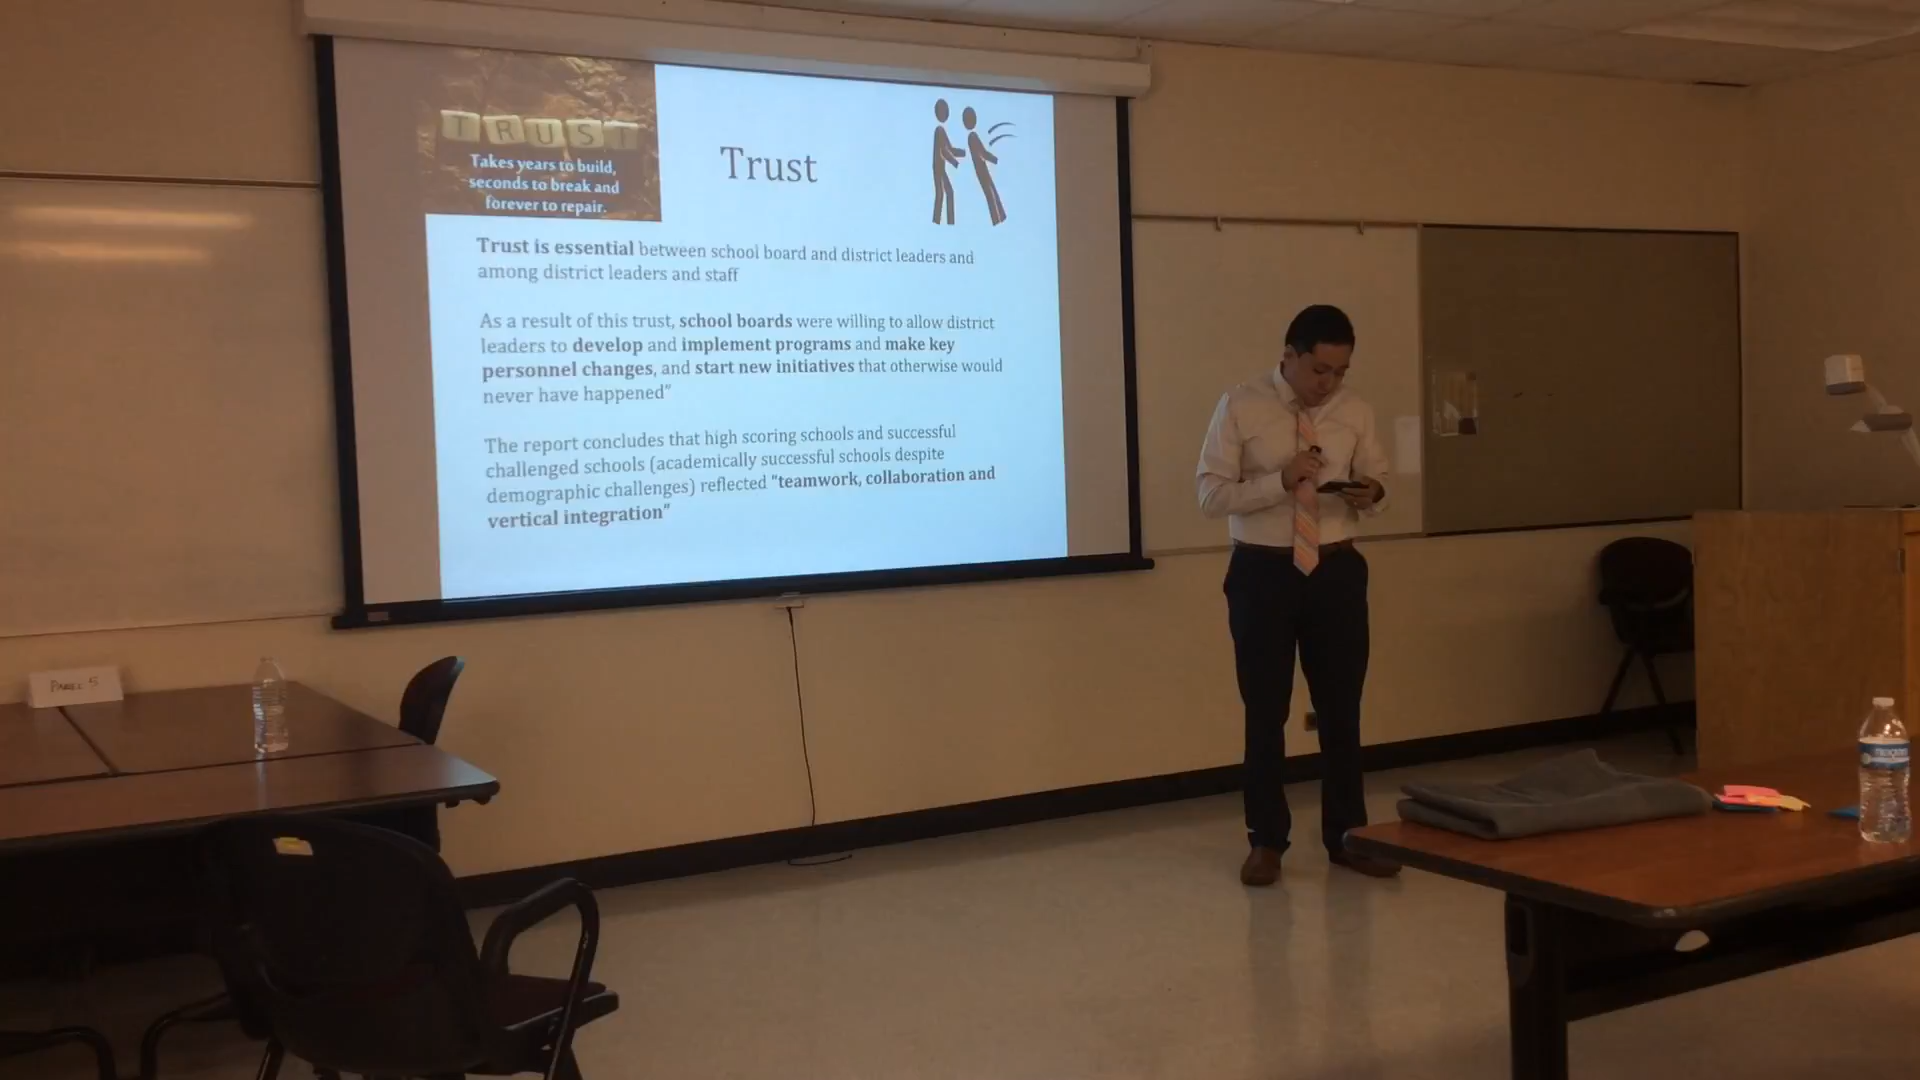 TRUST
Takes years to build,
seconds to break and
forever to repair.
Trust
Trust is essential between school board and district leaders and
among district leaders and staff
As a result of this trust, school boards were willing to allow district
leaders to develop and implement programs and make key
personnel changes, and start new initiatives that otherwise would
never have happened"
The report concludes that high scoring schools and successful
challenged schools (academically successful schools despite
demographic challenges) reflected "teamwork, collaboration and
vertical integration"
PANEL 5